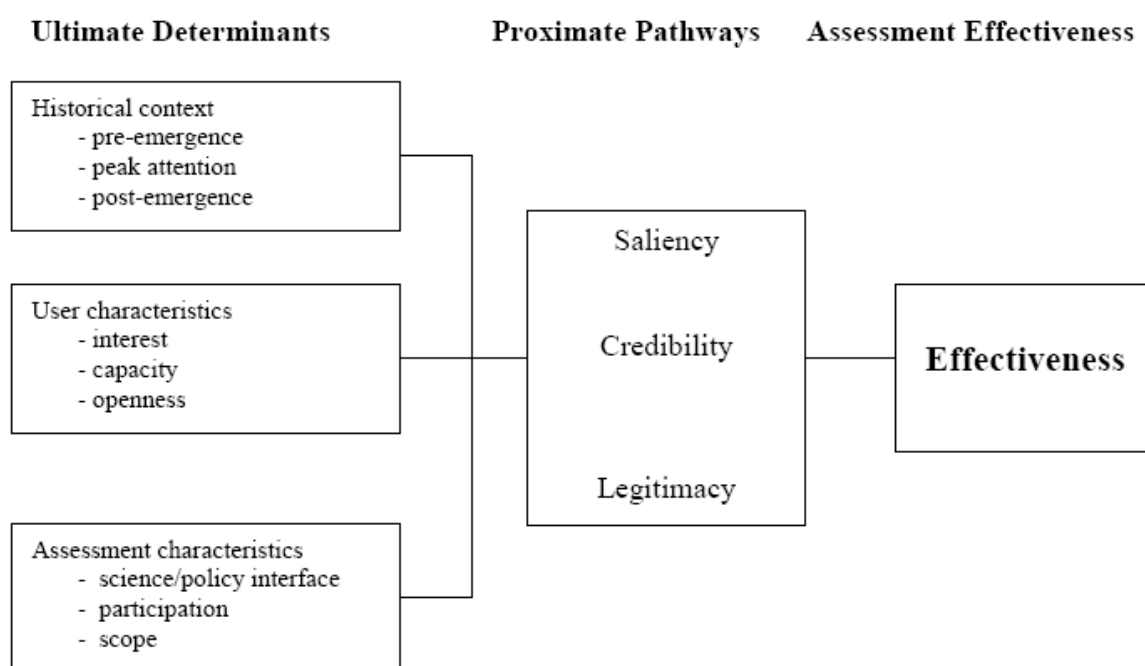 Ultimate Determinants
Proximate Pathways
Assessment Effectiveness
Historical context
- pre-emergence
- peak attention
- post-emergence
User characteristics
- interest
- capacity
- openness
Assessment characteristics
- science/policy interface
- participation
- scope
Saliency
Credibility
Legitimacy
Effectiveness